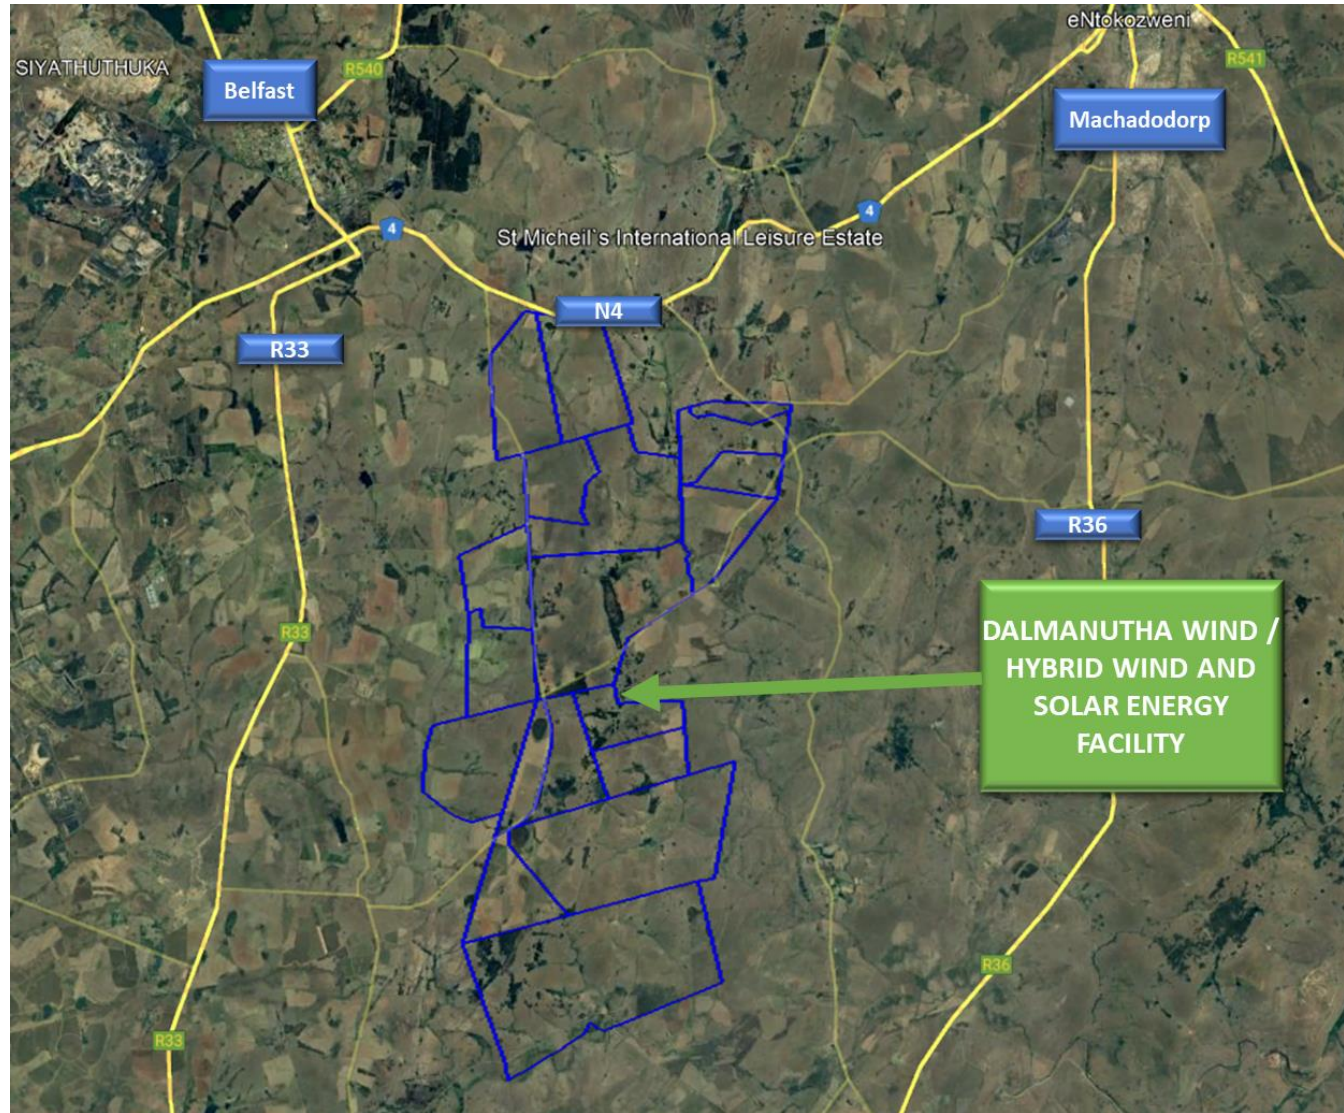 eNtokozweni
SIYATHUTHUKA
R540
R541
Belfast
Machadodorp
4
4
St Micheil`s International Leisure Estate
N4
R33
R36
DALMANUTHA WIND /
HYBRID WIND AND
SOLAR ENERGY
FACILITY
R33
R36
R33